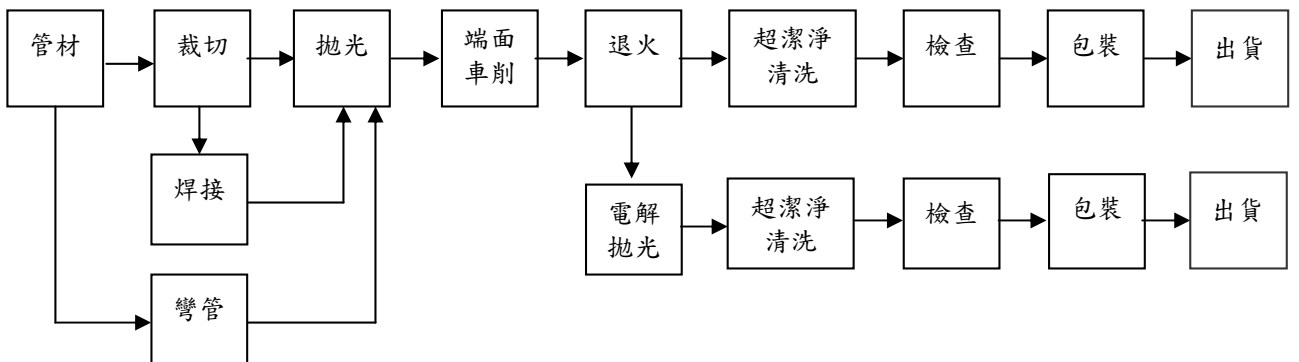 管材
裁切
拋光
端面
車削
退火
超潔淨
清洗
檢查
包裝
出貨
焊接
電解
拋光
超潔淨
清洗
檢查
包裝
出貨
彎管